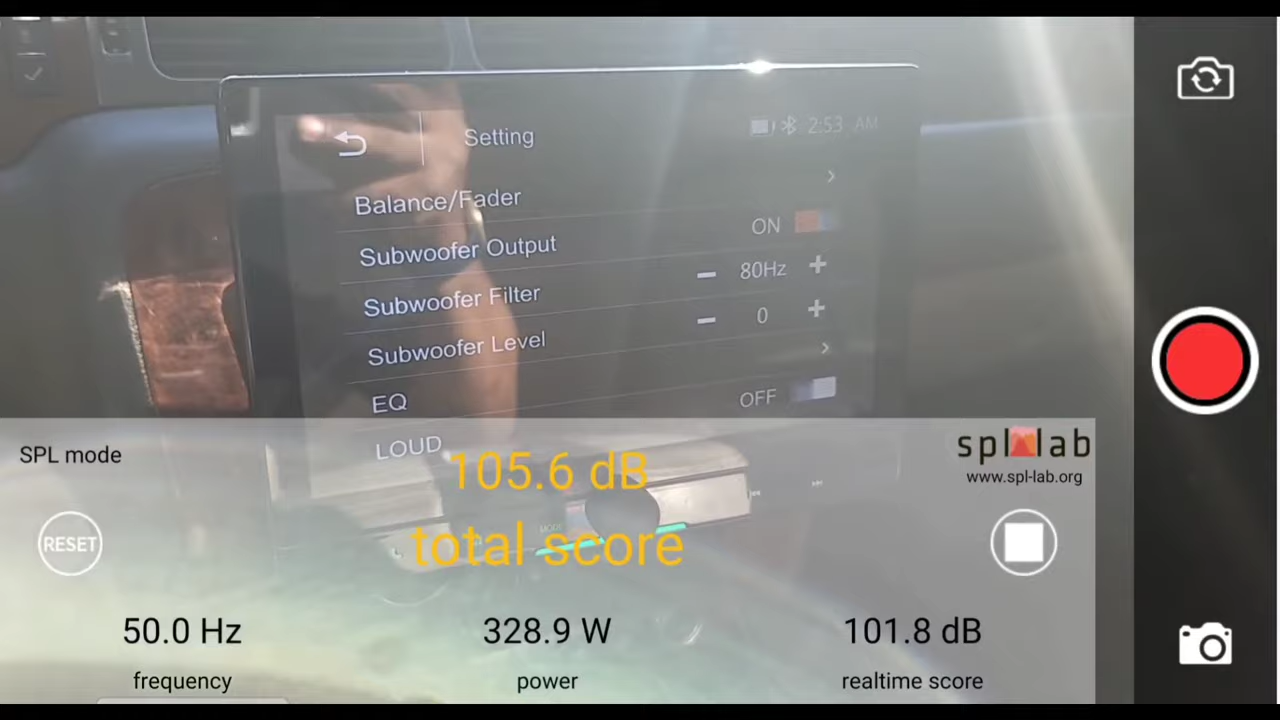 Setting
2:53 AM
Balance/Fader
Subwoofer Output
ON
Subwoofer Filter
80Hz
Subwoofer Level
0
EQ
LOUD
OFF
MODE
SPL mode
105.6 dB
total score
spl lab
www.spl-lab.org
RESET
50.0 Hz
328.9 W
101.8 dB
frequency
power
realtime score